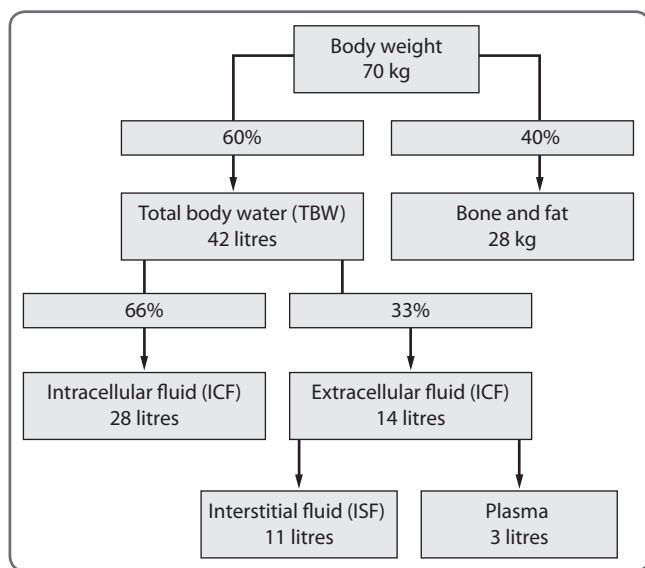 Body weight
70 kg
60%
40%
Total body water (TBW)
42 litres
Bone and fat
28 kg
66%
33%
Intracellular fluid (ICF)
28 litres
Extracellular fluid (ICF)
14 litres
Interstitial fluid (ISF)
11 litres
Plasma
3 litres